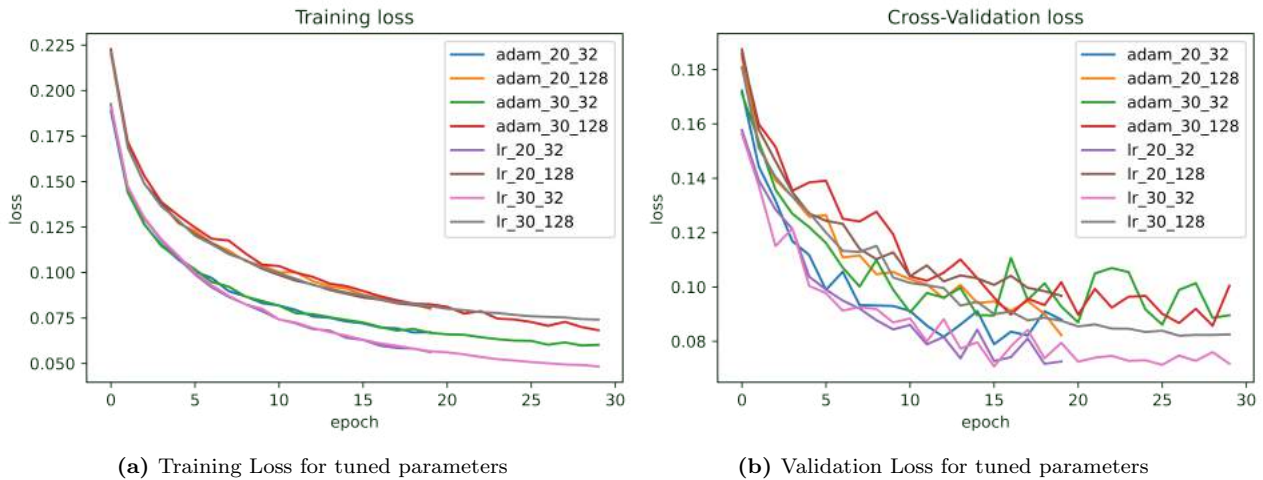 Training loss
0.225
0.200
0.175
0.150
0.125
0.100
0.075
0.050
loss
adam_20_32
adam_20_128
adam_30_32
adam_30_128
lr_20_32
lr_20_128
lr_30_32
lr_30_128
0 5 10 15 20 25 30
epoch
(a) Training Loss for tuned parameters
Cross-Validation loss
0.18
0.16
0.14
0.12
0.10
0.08
loss
adam_20_32
adam_20_128
adam_30_32
adam_30_128
lr_20_32
lr_20_128
lr_30_32
lr_30_128
0 5 10 15 20 25 30
epoch
(b) Validation Loss for tuned parameters